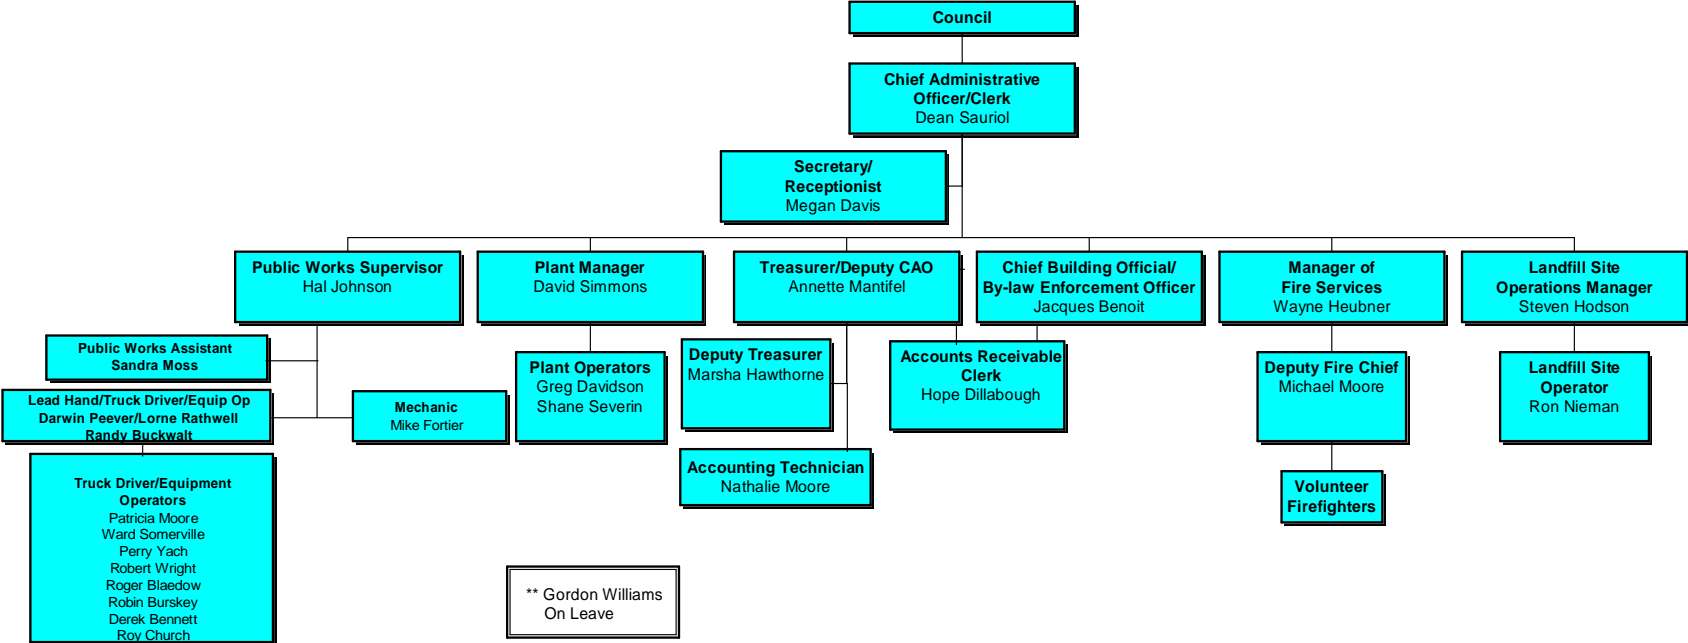 Council
Chief Administrative
Officer/Clerk
Dean Sauriol
Secretary/
Receptionist
Megan Davis
Public Works Supervisor
Hal Johnson
Plant Manager
David Simmons
Treasurer/Deputy CAO
Annette Mantifel
Chief Building Official/
By-law Enforcement Officer
Jacques Benoit
Manager of
Fire Services
Wayne Heubner
Landfill Site
Operations Manager
Steven Hodson
Public Works Assistant
Sandra Moss
Lead Hand/Truck Driver/Equip Op
Darwin Peever/Lorne Rathwell
Randy Buckwalt
Mechanic
Mike Fortier
Plant Operators
Greg Davidson
Shane Severin
Deputy Treasurer
Marsha Hawthorne
Accounts Receivable
Clerk
Hope Dillabough
Deputy Fire Chief
Michael Moore
Landfill Site
Operator
Ron Nieman
Truck Driver/Equipment
Operators
Patricia Moore
Ward Somerville
Perry Yach
Robert Wright
Roger Blaedow
Robin Burskey
Derek Bennett
Roy Church
Accounting Technician
Nathalie Moore
Volunteer
Firefighters
** Gordon Williams
On Leave